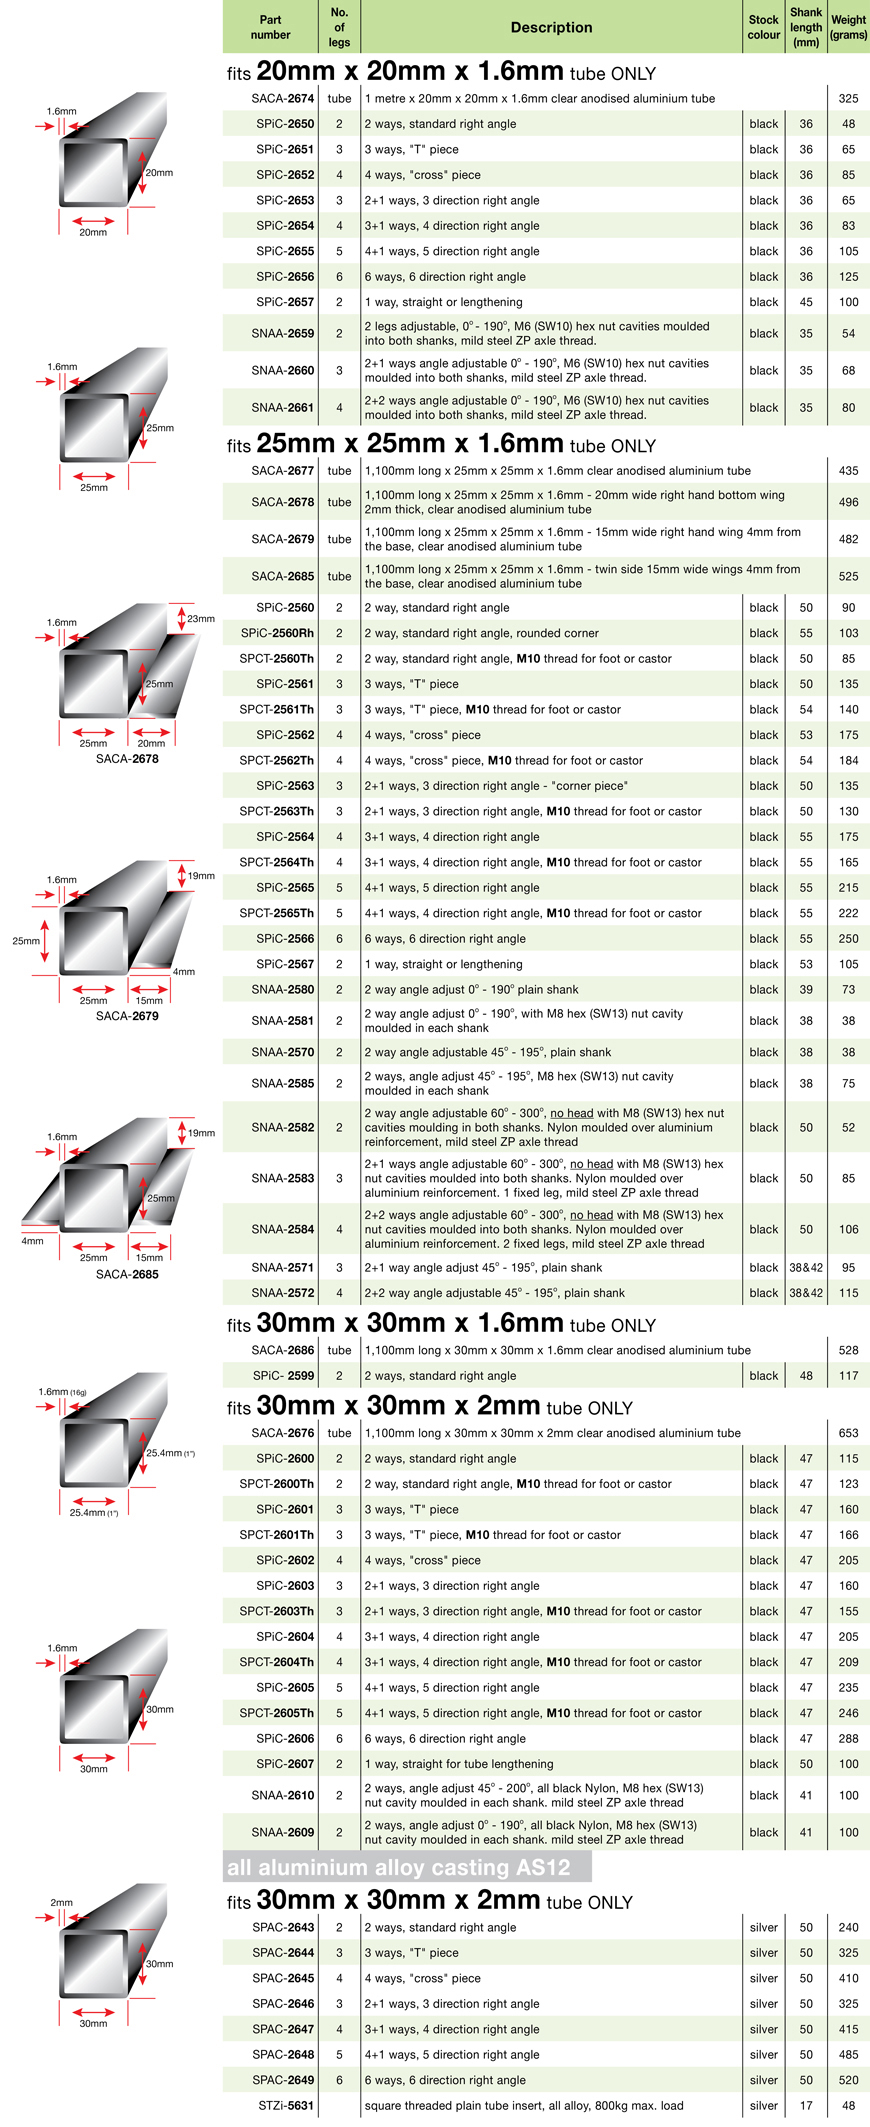 Part number No. of legs Description Stock colour Shank length (mm) Weight (grams)
fits 20mm x 20mm x 1.6mm tube ONLY
SACA-2674 tube 1 metre x 20mm x 20mm x 1.6mm clear anodised aluminium tube 325
SPiC-2650 2 2 ways, standard right angle black 36 48
SPiC-2651 3 3 ways, "T" piece black 36 65
SPiC-2652 4 4 ways, "cross" piece black 36 85
SPiC-2653 3 2+1 ways, 3 direction right angle black 36 65
SPiC-2654 4 3+1 ways, 4 direction right angle black 36 83
SPiC-2655 5 4+1 ways, 5 direction right angle black 36 105
SPiC-2656 6 6 ways, 6 direction right angle black 36 125
SPiC-2657 2 1 way, straight or lengthening black 45 100
SNAA-2659 2 2 legs adjustable, 0° - 190°, M6 (SW10) hex nut cavities moulded
into both shanks, mild steel ZP axle thread. black 35 54
SNAA-2660 3 2+1 ways angle adjustable 0° - 190°, M6 (SW10) hex nut cavities
moulded into both shanks, mild steel ZP axle thread. black 35 68
SNAA-2661 4 2+2 ways angle adjustable 0° - 190°, M6 (SW10) hex nut cavities
moulded into both shanks, mild steel ZP axle thread. black 35 80
fits 25mm x 25mm x 1.6mm tube ONLY
SACA-2677 tube 1,100mm long x 25mm x 25mm x 1.6mm clear anodised aluminium tube 435
SACA-2678 tube 1,100mm long x 25mm x 25mm x 1.6mm - 20mm wide right hand bottom wing
2mm thick, clear anodised aluminium tube 496
SACA-2679 tube 1,100mm long x 25mm x 25mm x 1.6mm - 15mm wide right hand wing 4mm from
the base, clear anodised aluminium tube 482
SACA-2685 tube 1,100mm long x 25mm x 25mm x 1.6mm - twin side 15mm wide wings 4mm from
the base, clear anodised aluminium tube 525
SPiC-2560 2 2 way, standard right angle black 50 90
SPiC-2560Rh 2 2 way, standard right angle, rounded corner black 55 103
SPCT-2560Th 2 2 way, standard right angle, M10 thread for foot or castor black 50 85
SPiC-2561 3 3 ways, "T" piece black 50 135
SPCT-2561Th 3 3 ways, "T" piece, M10 thread for foot or castor black 54 140
SPiC-2562 4 4 ways, "cross" piece black 53 175
SPCT-2562Th 4 4 ways, "cross" piece, M10 thread for foot or castor black 54 184
SPiC-2563 3 2+1 ways, 3 direction right angle - "corner piece" black 50 135
SPCT-2563Th 3 2+1 ways, 3 direction right angle, M10 thread for foot or castor black 50 130
SPiC-2564 4 3+1 ways, 4 direction right angle black 55 175
SPCT-2564Th 4 3+1 ways, 4 direction right angle, M10 thread for foot or castor black 55 165
SPiC-2565 5 4+1 ways, 5 direction right angle black 55 215
SPCT-2565Th 5 4+1 ways, 4 direction right angle, M10 thread for foot or castor black 55 222
SPiC-2566 6 6 ways, 6 direction right angle black 55 250
SPiC-2567 2 1 way, straight or lengthening black 53 105
SNAA-2580 2 2 way angle adjust 0° - 190° plain shank black 39 73
SNAA-2581 2 2 way angle adjust 0° - 190°, with M8 hex (SW13) nut cavity
moulded in each shank black 38 38
SNAA-2570 2 2 way angle adjustable 45° - 195°, plain shank black 38 38
SNAA-2585 2 2 ways, angle adjust 45° - 195°, M8 hex (SW13) nut cavity
moulded in each shank black 38 75
SNAA-2582 2 2 way angle adjustable 60° - 300°, no head with M8 (SW13) hex nut
cavities moulding in both shanks. Nylon moulded over aluminium
reinforcement, mild steel ZP axle thread black 50 52
SNAA-2583 3 2+1 ways angle adjustable 60° - 300°, no head with M8 (SW13) hex
nut cavities moulded into both shanks. Nylon moulded over
aluminium reinforcement. 1 fixed leg, mild steel ZP axle thread black 50 85
SNAA-2584 4 2+2 ways angle adjustable 60° - 300°, no head with M8 (SW13) hex
nut cavities moulded into both shanks. Nylon moulded over
aluminium reinforcement. 2 fixed legs, mild steel ZP axle thread black 50 106
SNAA-2571 3 2+1 way angle adjust 45° - 195°, plain shank black 38&42 95
SNAA-2572 4 2+2 way angle adjustable 45° - 195°, plain shank black 38&42 115
fits 30mm x 30mm x 1.6mm tube ONLY
SACA-2686 tube 1,100mm long x 30mm x 30mm x 1.6mm clear anodised aluminium tube 528
SPiC- 2599 2 2 ways, standard right angle black 48 117
fits 30mm x 30mm x 2mm tube ONLY
SACA-2676 tube 1,100mm long x 30mm x 30mm x 2mm clear anodised aluminium tube 653
SPiC-2600 2 2 ways, standard right angle black 47 115
SPCT-2600Th 2 2 way, standard right angle, M10 thread for foot or castor black 47 123
SPiC-2601 3 3 ways, "T" piece black 47 160
SPCT-2601Th 3 3 ways, "T" piece, M10 thread for foot or castor black 47 166
SPiC-2602 4 4 ways, "cross" piece black 47 205
SPiC-2603 3 2+1 ways, 3 direction right angle black 47 160
SPCT-2603Th 3 2+1 ways, 3 direction right angle, M10 thread for foot or castor black 47 155
SPiC-2604 4 3+1 ways, 4 direction right angle black 47 205
SPCT-2604Th 4 3+1 ways, 4 direction right angle, M10 thread for foot or castor black 47 209
SPiC-2605 5 4+1 ways, 5 direction right angle black 47 235
SPCT-2605Th 5 4+1 ways, 5 direction right angle, M10 thread for foot or castor black 47 246
SPiC-2606 6 6 ways, 6 direction right angle black 47 288
SPiC-2607 2 1 way, straight for tube lengthening black 50 100
SNAA-2610 2 2 ways, angle adjust 45° - 200°, all black Nylon, M8 hex (SW13)
nut cavity moulded in each shank. mild steel ZP axle thread black 41 100
SNAA-2609 2 2 ways, angle adjust 0° - 190°, all black Nylon, M8 hex (SW13)
nut cavity moulded in each shank. mild steel ZP axle thread black 41 100
all aluminium alloy casting AS12
fits 30mm x 30mm x 2mm tube ONLY
SPAC-2643 2 2 ways, standard right angle silver 50 240
SPAC-2644 3 3 ways, "T" piece silver 50 325
SPAC-2645 4 4 ways, "cross" piece silver 50 410
SPAC-2646 3 2+1 ways, 3 direction right angle silver 50 325
SPAC-2647 4 3+1 ways, 4 direction right angle silver 50 415
SPAC-2648 5 4+1 ways, 5 direction right angle silver 50 485
SPAC-2649 6 6 ways, 6 direction right angle silver 50 520
STZi-5631 square threaded plain tube insert, all alloy, 800kg max. load silver 17 48
1.6mm
20mm
20mm
1.6mm
25mm
25mm
1.6mm
23mm
25mm
25mm 20mm
SACA-2678
1.6mm
19mm
25mm
4mm
25mm 15mm
SACA-2679
1.6mm
19mm
25mm
4mm
25mm 15mm
SACA-2685
1.6mm (16g)
25.4mm (1")
25.4mm (1")
1.6mm
30mm
30mm
2mm
30mm
30mm